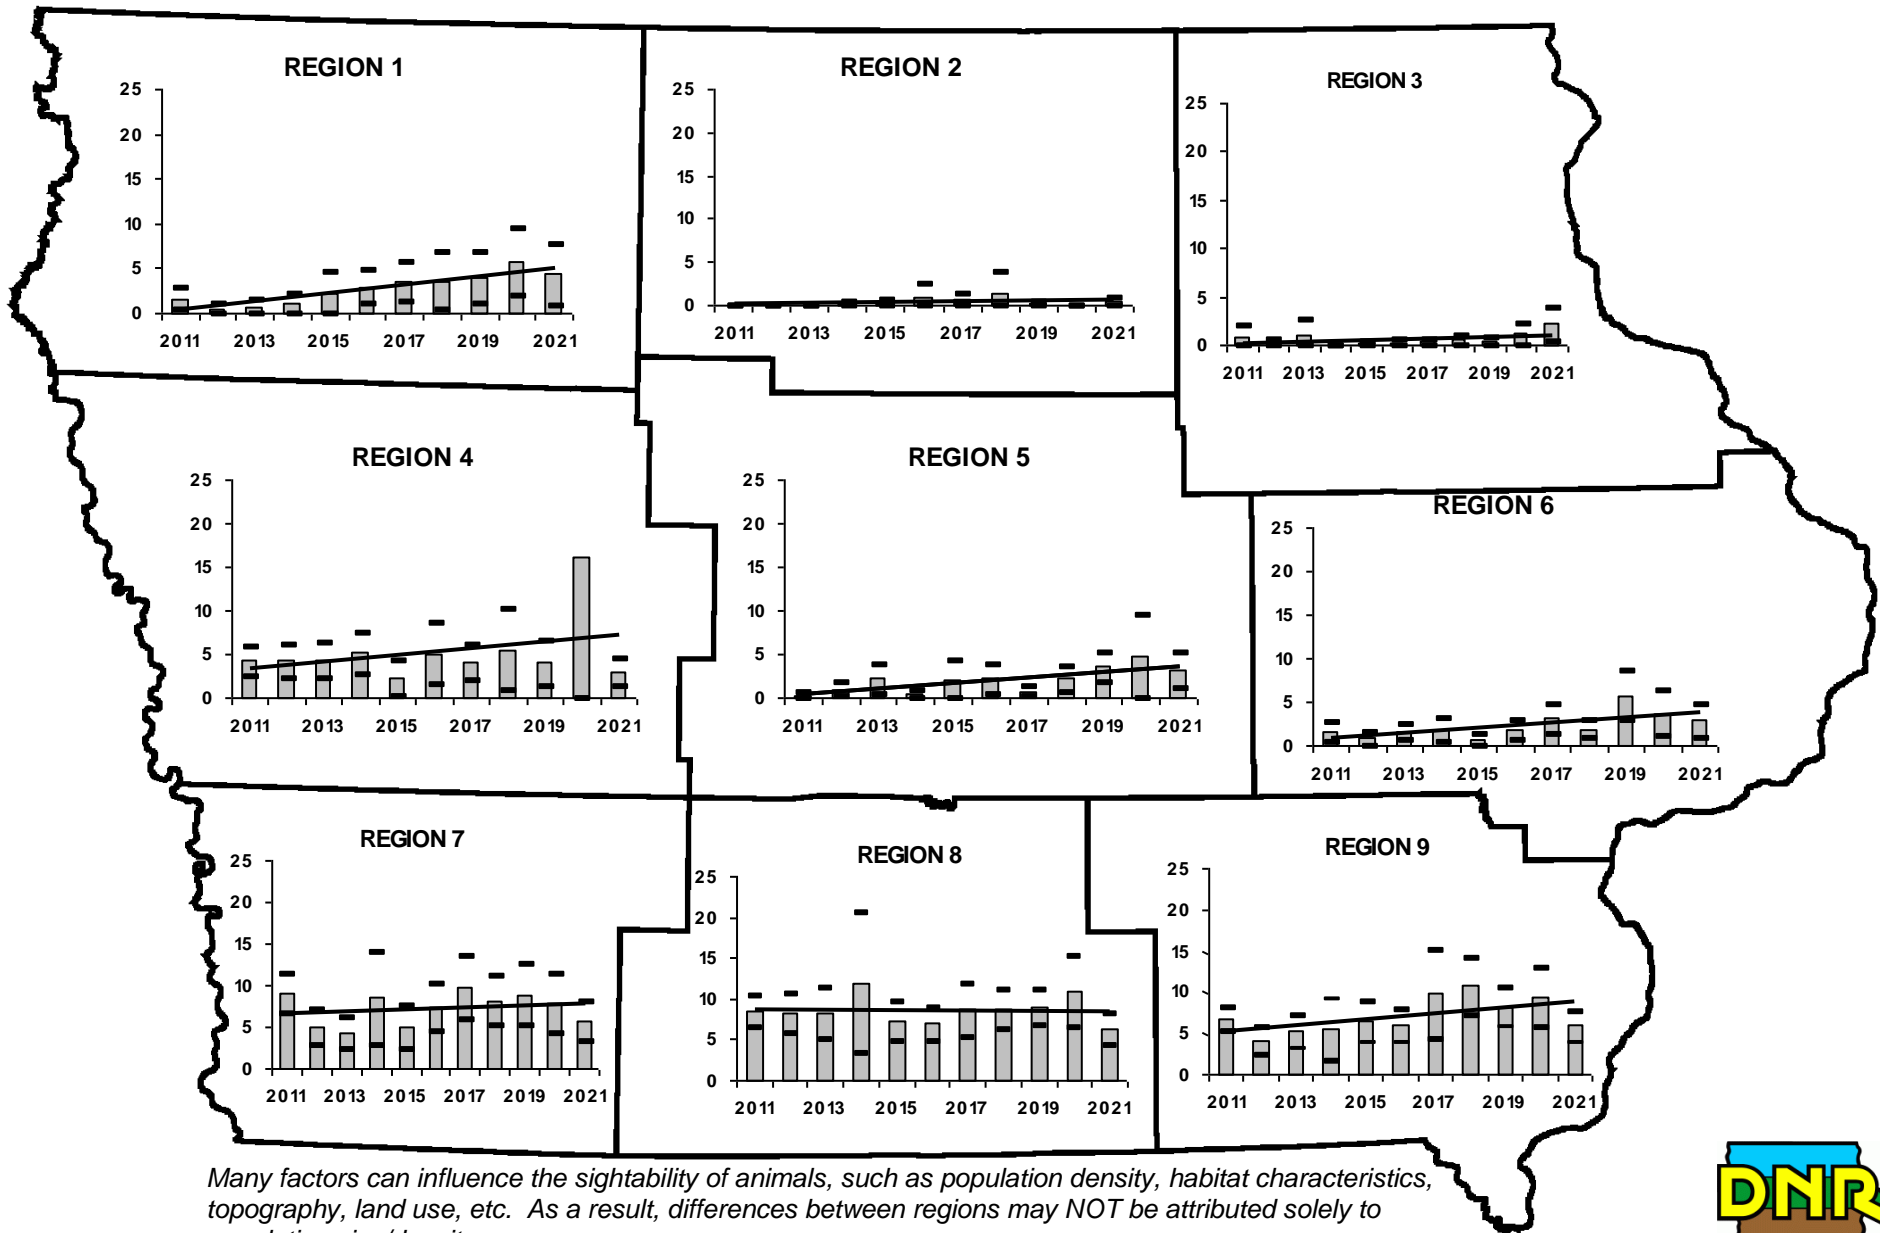 REGION 1
25
20
15
10
5
0
2011 2013 2015 2017 2019 2021
REGION 2
25
20
15
10
5
0
2011 2013 2015 2017 2019 2021
REGION 3
25
20
15
10
5
0
2011 2013 2015 2017 2019 2021
REGION 4
25
20
15
10
5
0
2011 2013 2015 2017 2019 2021
REGION 5
25
20
15
10
5
0
2011 2013 2015 2017 2019 2021
REGION 6
25
20
15
10
5
0
2011 2013 2015 2017 2019 2021
REGION 7
25
20
15
10
5
0
2011 2013 2015 2017 2019 2021
REGION 8
25
20
15
10
5
0
2011 2013 2015 2017 2019 2021
REGION 9
25
20
15
10
5
0
2011 2013 2015 2017 2019 2021
Many factors can influence the sightability of animals, such as population density, habitat characteristics,
topography, land use, etc. As a result, differences between regions may NOT be attributed solely to
DNR